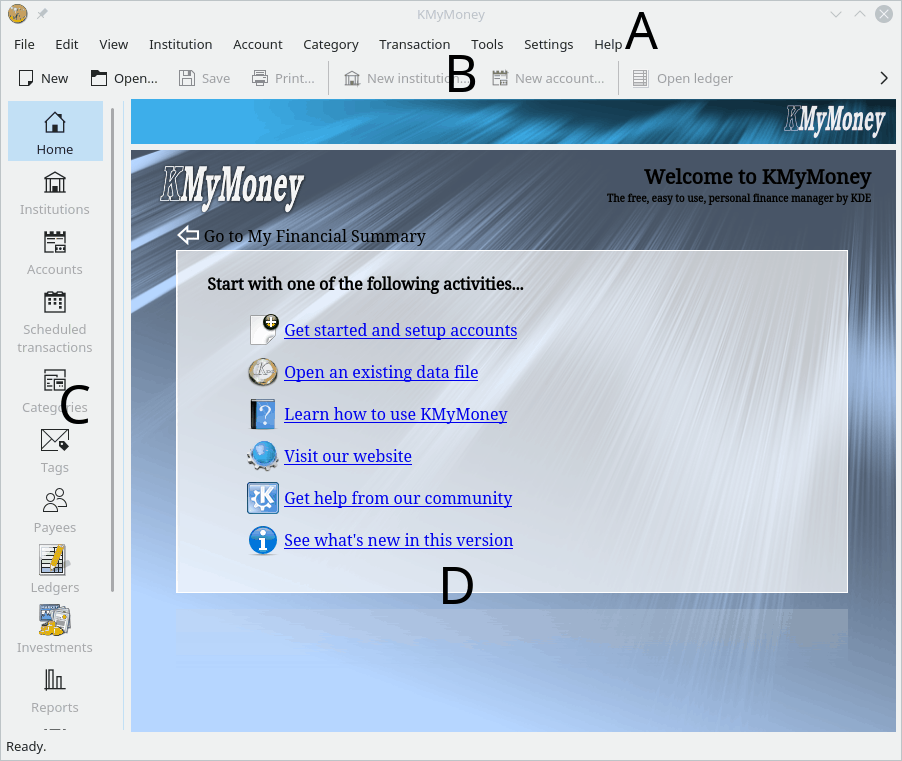 KMyMoney
File Edit View Institution Account Category Transaction Tools Settings Help A
New Open... Save Print... New institution... B New account... Open ledger
KMyMoney
Home
Institutions
Accounts
Scheduled
transactions
Categories
C
Tags
Payees
Ledgers
Investments
Reports
KMyMoney
Welcome to KMyMoney
The free, easy to use, personal finance manager by KDE
Go to My Financial Summary
Start with one of the following activities...
Get started and setup accounts
Open an existing data file
Learn how to use KMyMoney
Visit our website
Get help from our community
See what's new in this version
D
Ready.